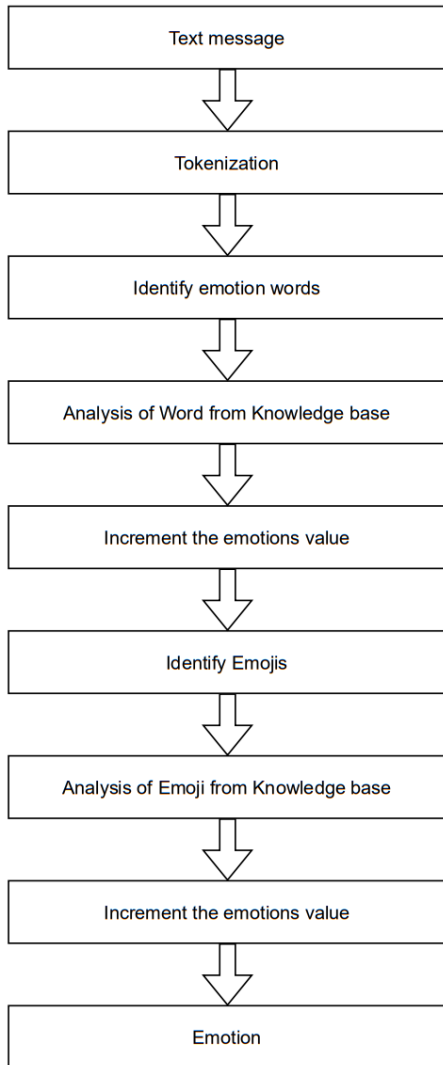 Text message
Tokenization
Identify emotion words
Analysis of Word from Knowledge base
Increment the emotions value
Identify Emojis
Analysis of Emoji from Knowledge base
Increment the emotions value
Emotion